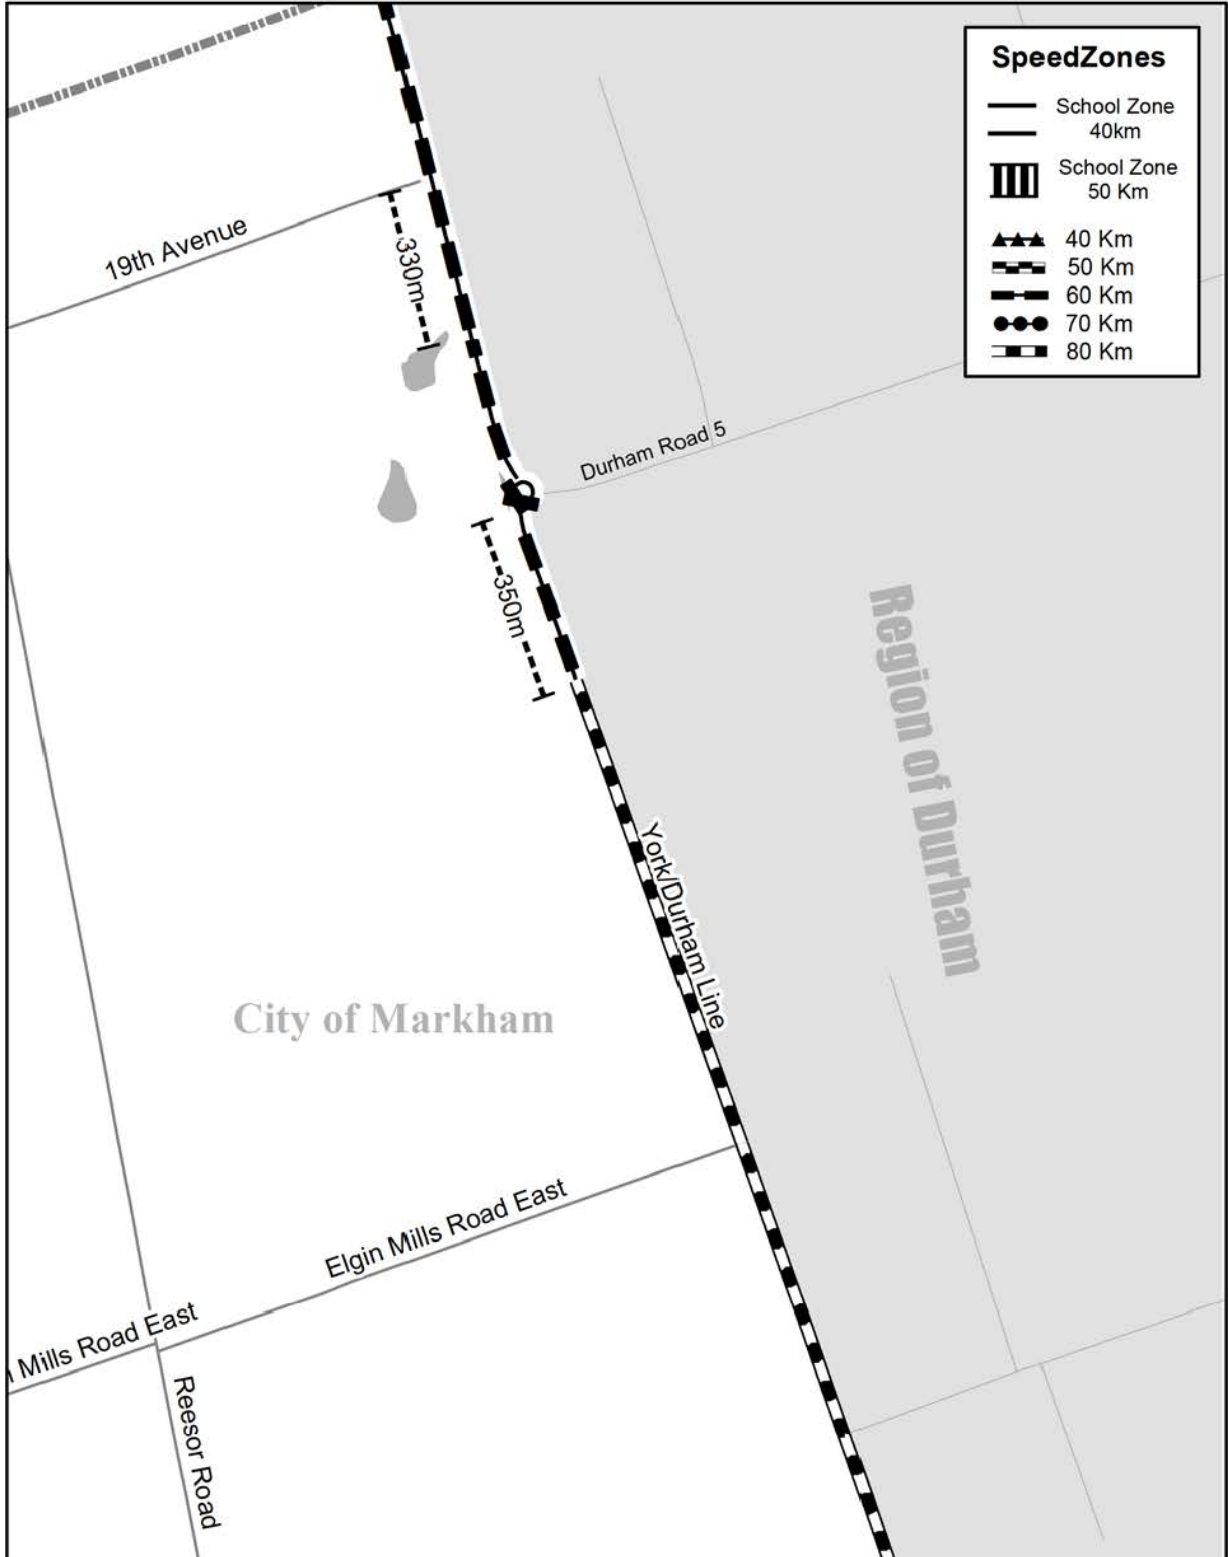 SpeedZones
School Zone
40km
School Zone
50 Km
40 Km
50 Km
60 Km
70 Km
80 Km
19th Avenue
330m
Durham Road 5
350m
Region of Durham
York/Durham Line
City of Markham
Elgin Mills Road East
Mills Road East
Reesor Road